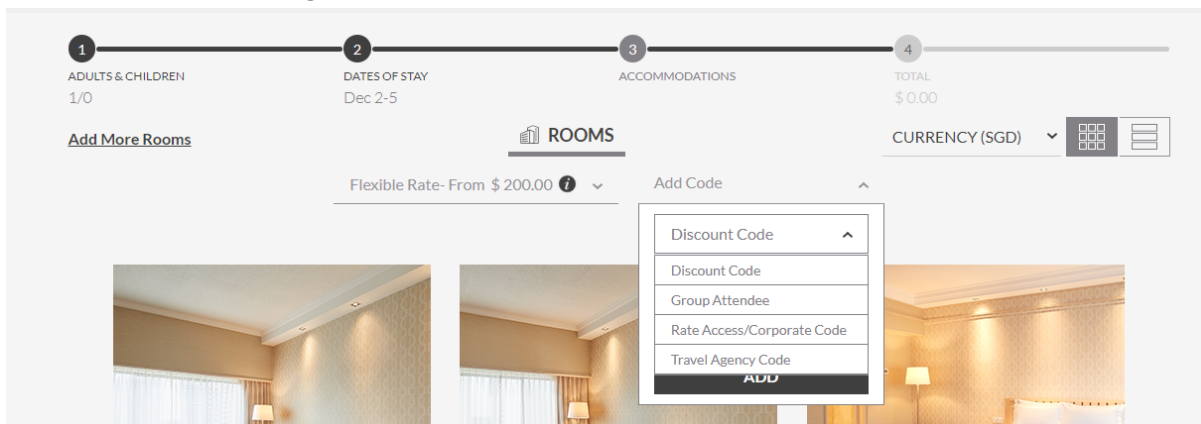 1
2
3
4
ADULTS & CHILDREN
DATES OF STAY
ACCOMMODATIONS
TOTAL
1/0
Dec 2-5
$ 0.00
Add More Rooms
ROOMS
CURRENCY (SGD)
Flexible Rate- From $ 200.00 i
Add Code
Discount Code
Discount Code
Group Attendee
Rate Access/Corporate Code
Travel Agency Code
ADD